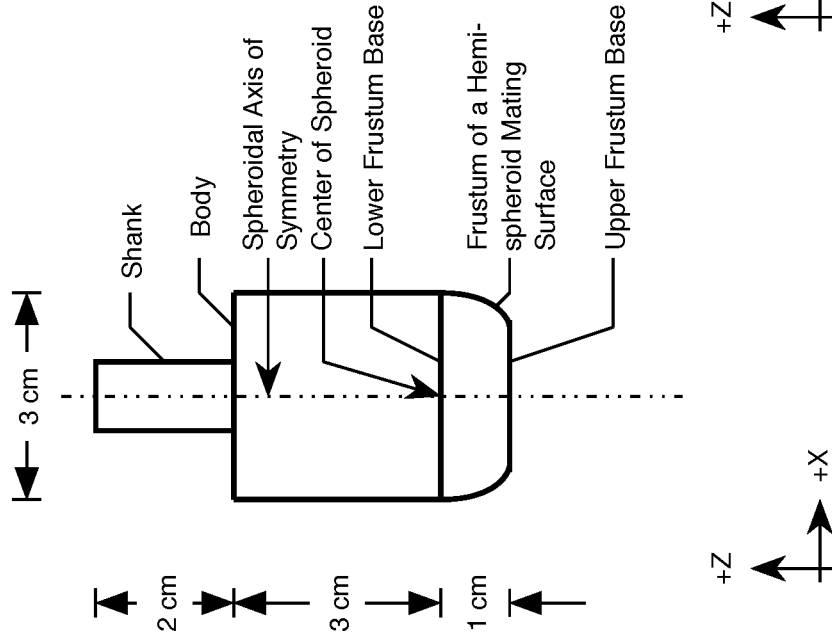 3 cm
Shank
Body
Spheroidal Axis of
Symmetry
Center of Spheroid
Lower Frustum Base
Frustum of a Hemi-
spheroid Mating
Surface
Upper Frustum Base
2 cm
3 cm
1 cm
+Z
+X
+Z